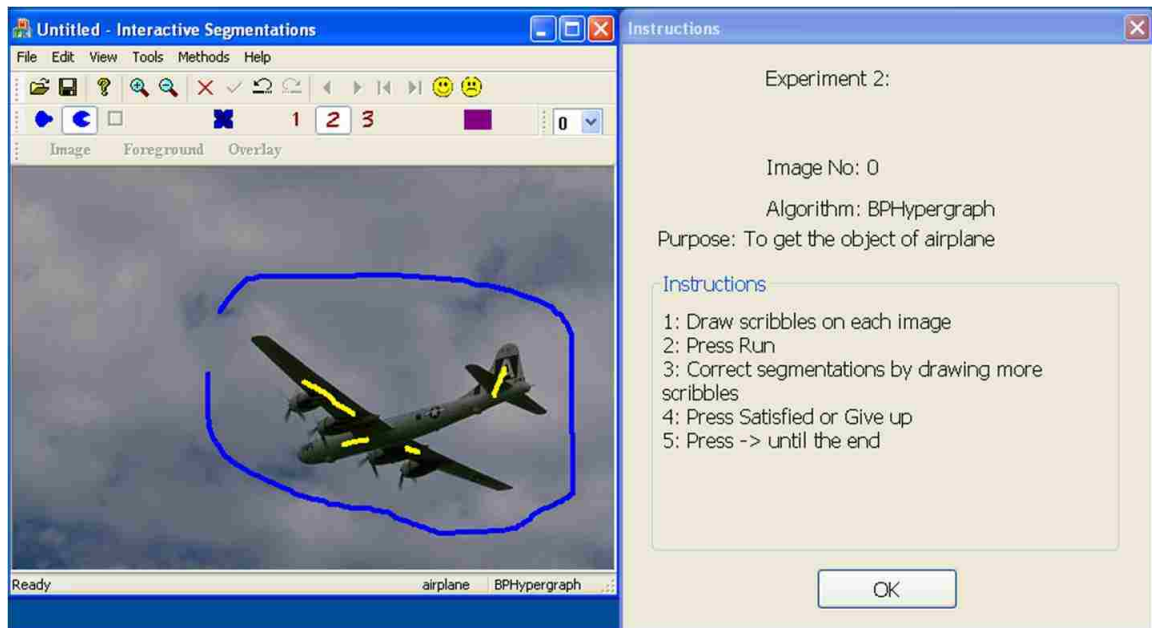 Untitled - Interactive Segmentations
File Edit View Tools Methods Help
1 2 3 0
Image Foreground Overlay
A
Ready airplane BPHypergraph
Instructions
Experiment 2:
Image No: 0
Algorithm: BPHypergraph
Purpose: To get the object of airplane
Instructions
1: Draw scribbles on each image
2: Press Run
3: Correct segmentations by drawing more
scribbles
4: Press Satisfied or Give up
5: Press -> until the end
OK